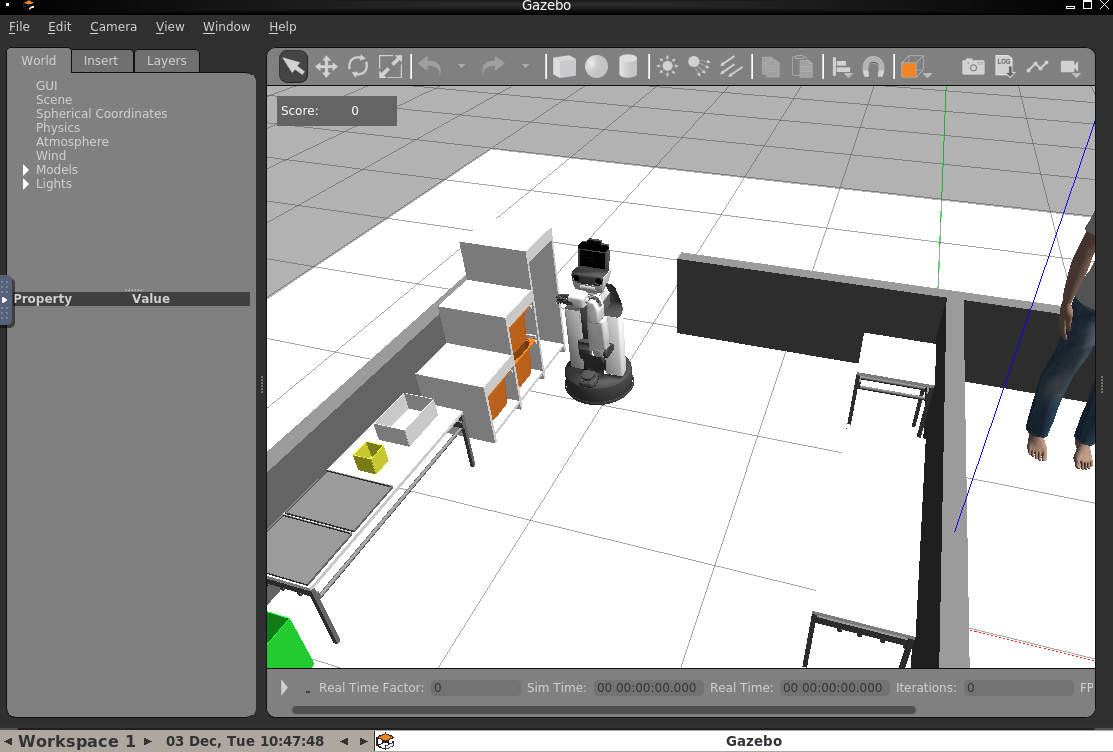 Gazebo
File Edit Camera View Window Help
World Insert Layers
GUI
Scene
Spherical Coordinates
Physics
Atmosphere
Wind
Models
Lights
Property Value
LOG
Score: 0
Real Time Factor: 0 Sim Time: 00 00:00:00.000 Real Time: 00 00:00:00.000 Iterations: 0 FP
Workspace 1 03 Dec, Tue 10:47:48 Gazebo